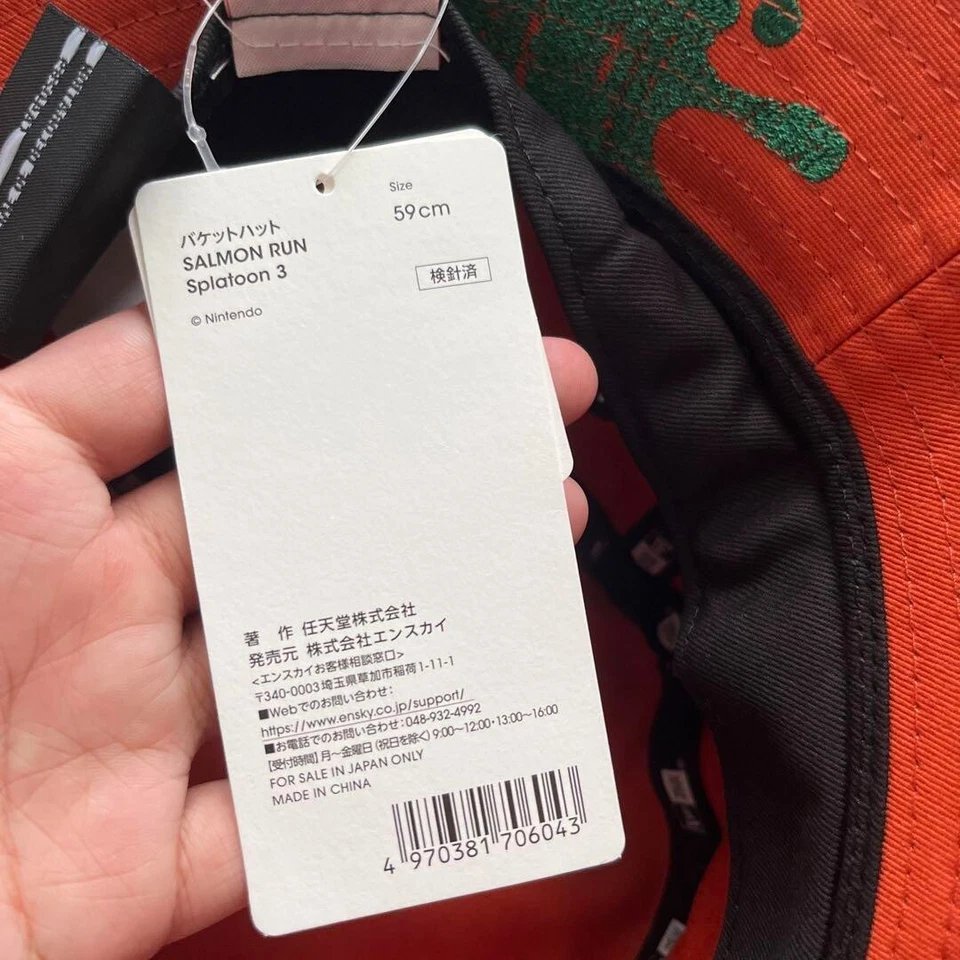 バケットハット
SALMON RUN
Splatoon 3
© Nintendo
Size
59cm
検針済
著 作 任天堂株式会社
発売元 株式会社エンスカイ
<エンスカイお客様相談窓口>
〒340-0003埼玉県草加市稲荷1-11-1
■Webでのお問い合わせ:
https://www.ensky.co.jp/support/
■お電話でのお問い合わせ:048-932-4992
【受付時間】月〜金曜日(祝日を除く)9:00〜12:00・13:00〜16:00
FOR SALE IN JAPAN ONLY
MADE IN CHINA
4 970381 706043